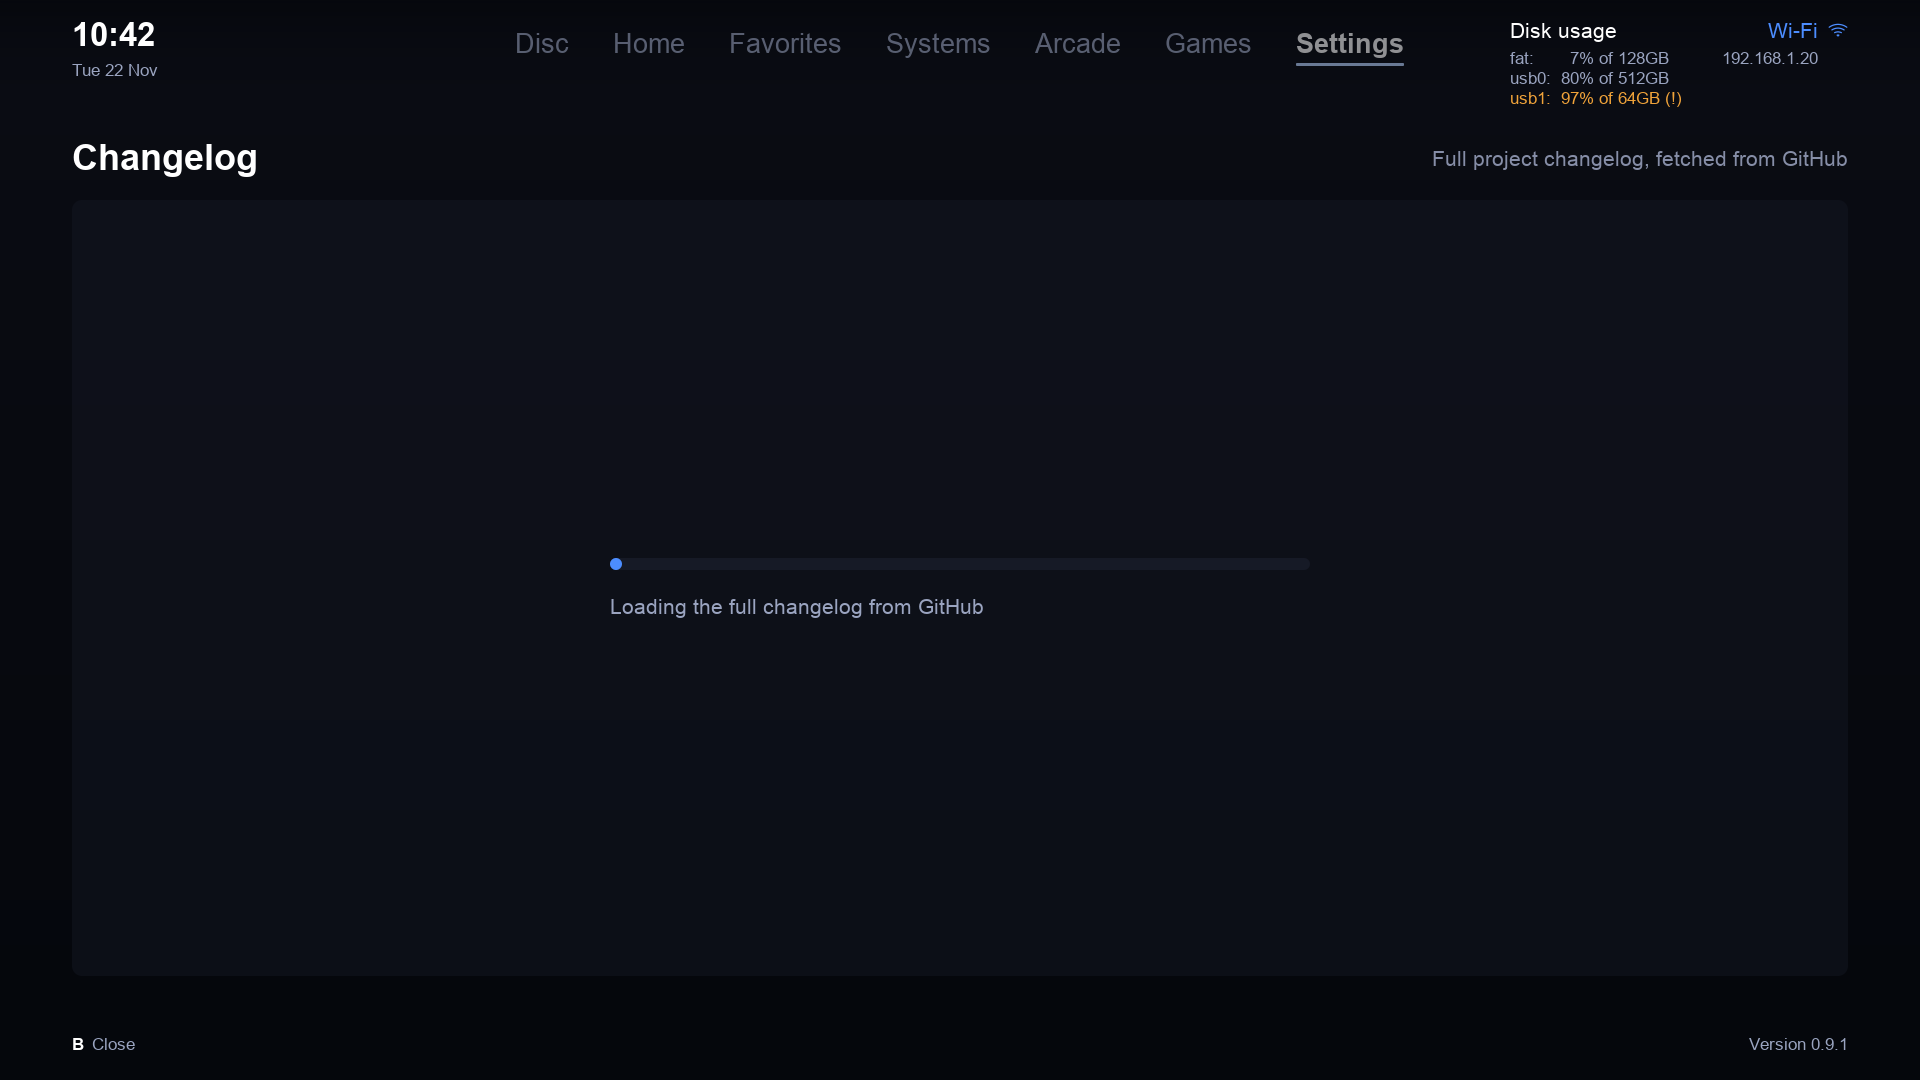 10:42
Tue 22 Nov
Disc Home Favorites Systems Arcade Games Settings
Disk usage
fat: 7% of 128GB
usb0: 80% of 512GB
usb1: 97% of 64GB (!)
Wi-Fi
192.168.1.20
Changelog
Full project changelog, fetched from GitHub
Loading the full changelog from GitHub
B Close
Version 0.9.1